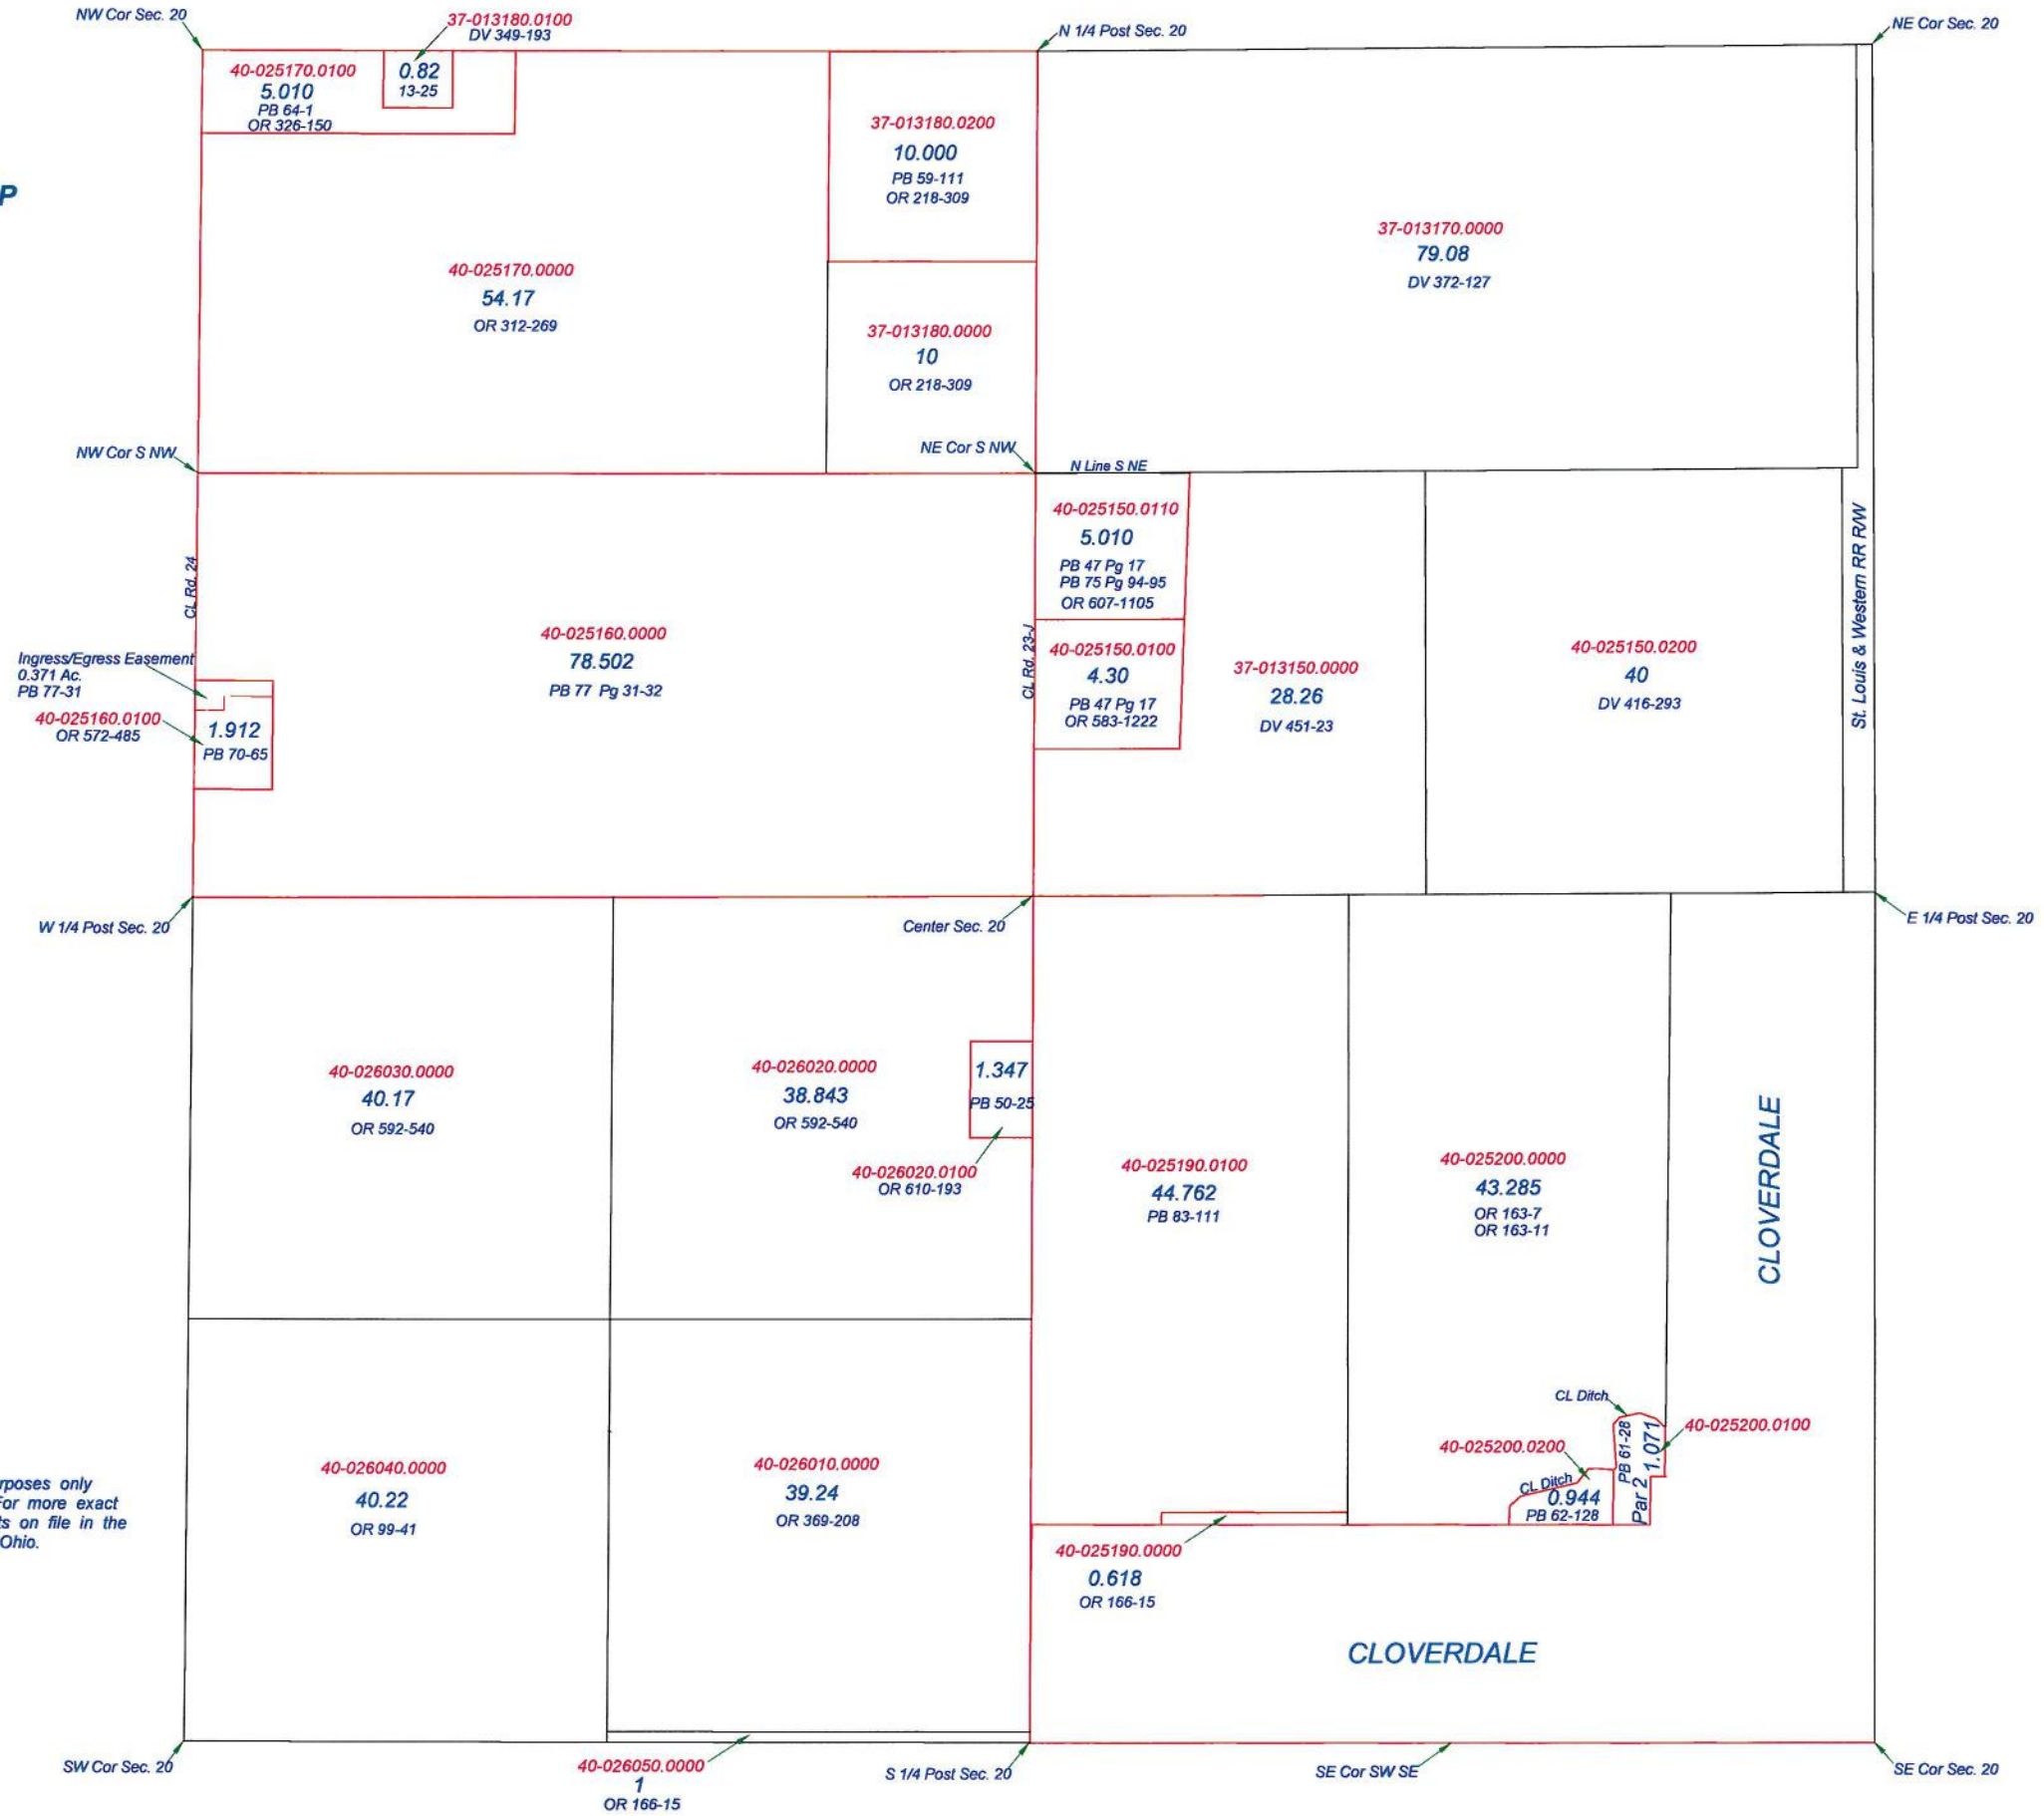 NW Cor Sec. 20
37-013180.0100
DV 349-193
N 1/4 Post Sec. 20
NE Cor Sec. 20
40-025170.0100
5.010
PB 64-1
OR 326-150
0.82
13-25
37-013180.0200
10.000
PB 59-111
OR 218-309
P
37-013170.0000
79.08
DV 372-127
40-025170.0000
54.17
OR 312-269
37-013180.0000
10
OR 218-309
NW Cor S NW
NE Cor S NW
N Line S NE
40-025150.0110
5.010
PB 47 Pg 17
PB 75 Pg 94-95
OR 607-1105
CL Rd. 24
St. Louis & Western RR R/W
40-025160.0000
78.502
PB 77 Pg 31-32
CL Rd. 23-J
40-025150.0100
4.30
PB 47 Pg 17
OR 583-1222
37-013150.0000
28.26
DV 451-23
40-025150.0200
40
DV 416-293
Ingress/Egress Easement
0.371 Ac.
PB 77-31
40-025160.0100
OR 572-485
1.912
PB 70-65
W 1/4 Post Sec. 20
Center Sec. 20
E 1/4 Post Sec. 20
40-026030.0000
40.17
OR 592-540
40-026020.0000
38.843
OR 592-540
1.347
PB 50-25
40-026020.0100
OR 610-193
40-025190.0100
44.762
PB 83-111
40-025200.0000
43.285
OR 163-7
OR 163-11
CLOVERDALE
CL Ditch
40-025200.0100
PB 61-28
Par 2 1.071
40-025200.0200
CL Ditch
0.944
PB 62-128
40-026040.0000
40.22
OR 99-41
40-026010.0000
39.24
OR 369-208
rposes only
For more exact
ts on file in the
Ohio.
40-025190.0000
0.618
OR 166-15
CLOVERDALE
SW Cor Sec. 20
40-026050.0000
1
OR 166-15
S 1/4 Post Sec. 20
SE Cor SW SE
SE Cor Sec. 20